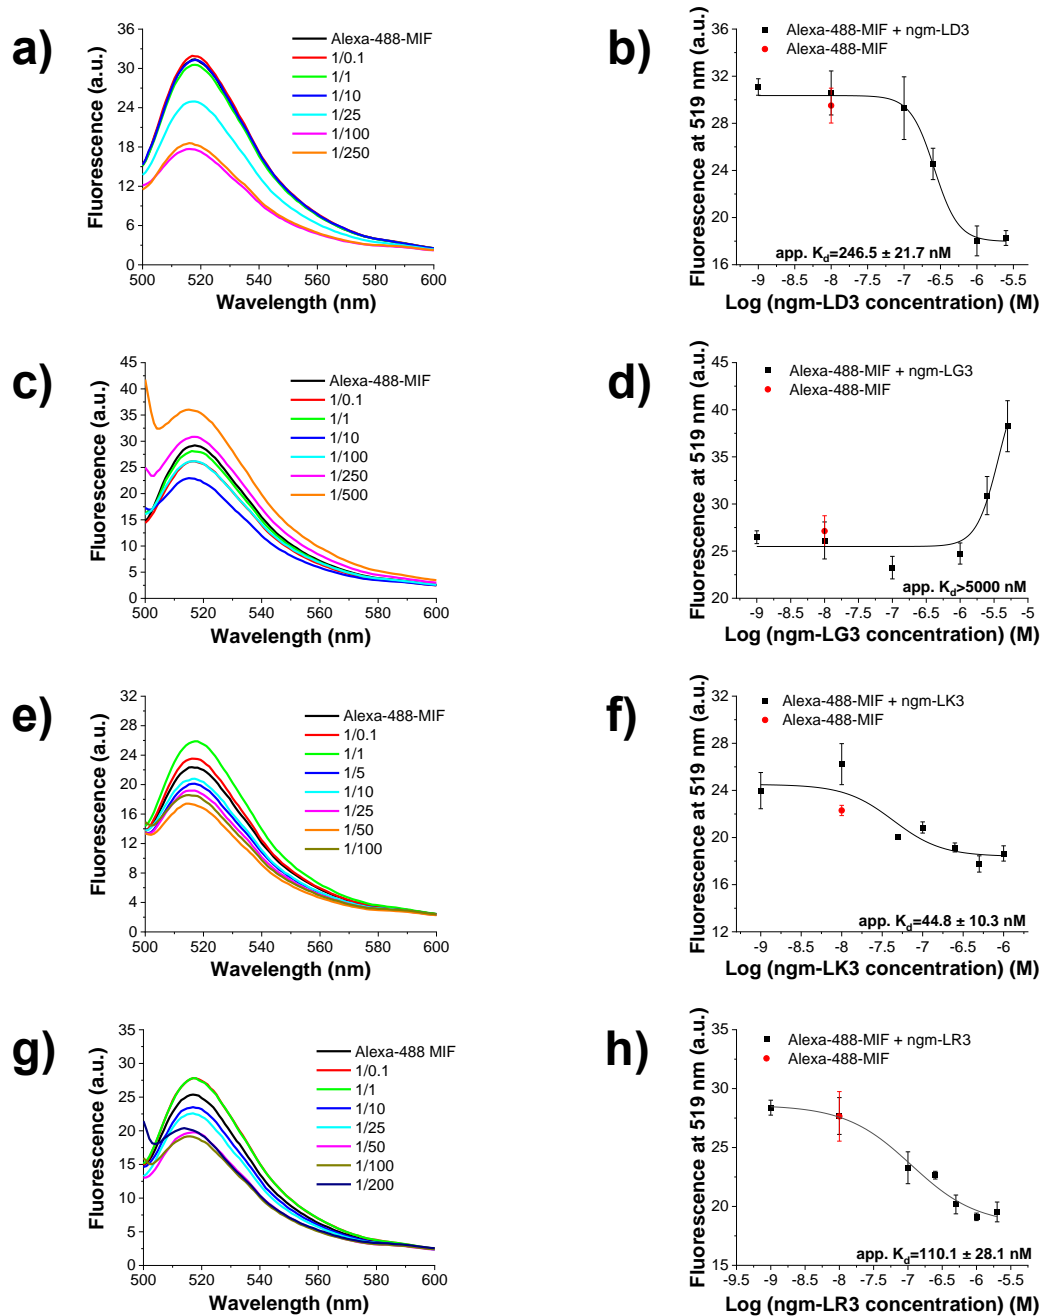 a)
36
30
24
18
12
6
0
Fluorescence (a.u.)
500 520 540 560 580 600
Wavelength (nm)
Alexa-488-MIF
1/0.1
1/1
1/10
1/25
1/100
1/250
b)
36
32
28
24
20
16
Fluorescence at 519 nm (a.u.)
Alexa-488-MIF + ngm-LD3
Alexa-488-MIF
app. Kd=246.5 ± 21.7 nM
-9 -8.5 -8 -7.5 -7 -6.5 -6 -5.5
Log (ngm-LD3 concentration) (M)
c)
45
40
35
30
25
20
15
10
5
0
Fluorescence (a.u.)
500 520 540 560 580 600
Wavelength (nm)
Alexa-488-MIF
1/0.1
1/1
1/10
1/100
1/250
1/500
d)
45
40
35
30
25
20
Fluorescence at 519 nm (a.u.)
Alexa-488-MIF + ngm-LG3
Alexa-488-MIF
app. Kd>5000 nM
-9 -8.5 -8 -7.5 -7 -6.5 -6 -5.5 -5
Log (ngm-LG3 concentration) (M)
e)
32
28
24
20
16
12
8
4
0
Fluorescence (a.u.)
500 520 540 560 580 600
Wavelength (nm)
Alexa-488-MIF
1/0.1
1/1
1/5
1/10
1/25
1/50
1/100
f)
32
28
24
20
16
12
Fluorescence at 519 nm (a.u.)
Alexa-488-MIF + ngm-LK3
Alexa-488-MIF
app. Kd=44.8 ± 10.3 nM
-9 -8.5 -8 -7.5 -7 -6.5 -6
Log (ngm-LK3 concentration) (M)
g)
35
30
25
20
15
10
5
0
Fluorescence (a.u.)
500 520 540 560 580 600
Wavelength (nm)
Alexa-488 MIF
1/0.1
1/1
1/10
1/25
1/50
1/100
1/200
h)
35
30
25
20
15
Fluorescence at 519 nm (a.u.)
Alexa-488-MIF + ngm-LR3
Alexa-488-MIF
app. Kd=110.1 ± 28.1 nM
-9.5 -9 -8.5 -8 -7.5 -7 -6.5 -6 -5.5 -5
Log (ngm-LR3 concentration) (M)